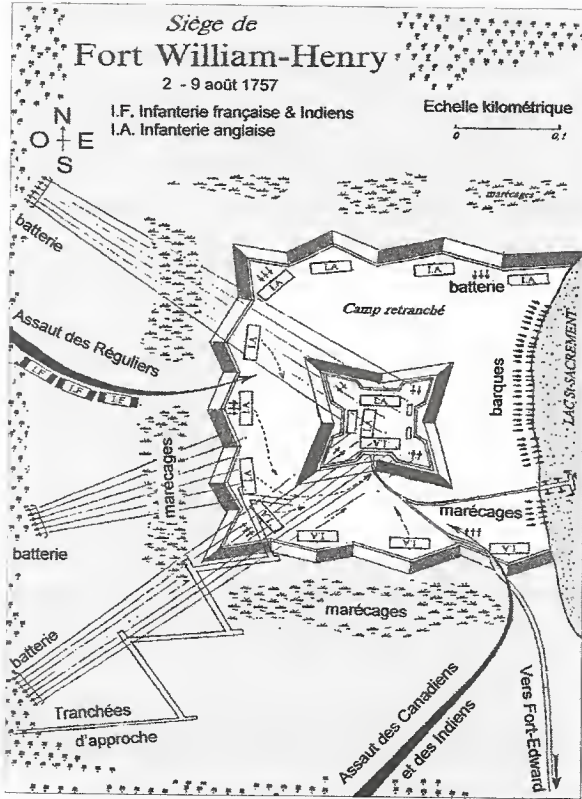 Siège de
Fort William-Henry
2 - 9 août 1757
I.F. Infanterie française & Indiens
I.A. Infanterie anglaise
Echelle kilométrique
0 0,1
N
O E
S
marécages
batterie
I.A
I.A
I.A
I.A
batterie
Camp retranché
Assaut des Réguliers
I.F
I.F
I.F
I.A
I.A
I.A
I.A
barques
LAC St-SACREMENT
marécages
I.A
I.A
I.A
marécages
batterie
I.A
I.A
I.A
marécages
batterie
Tranchées
d'approche
Assaut des Canadiens
et des Indiens
Vers Fort-Edward